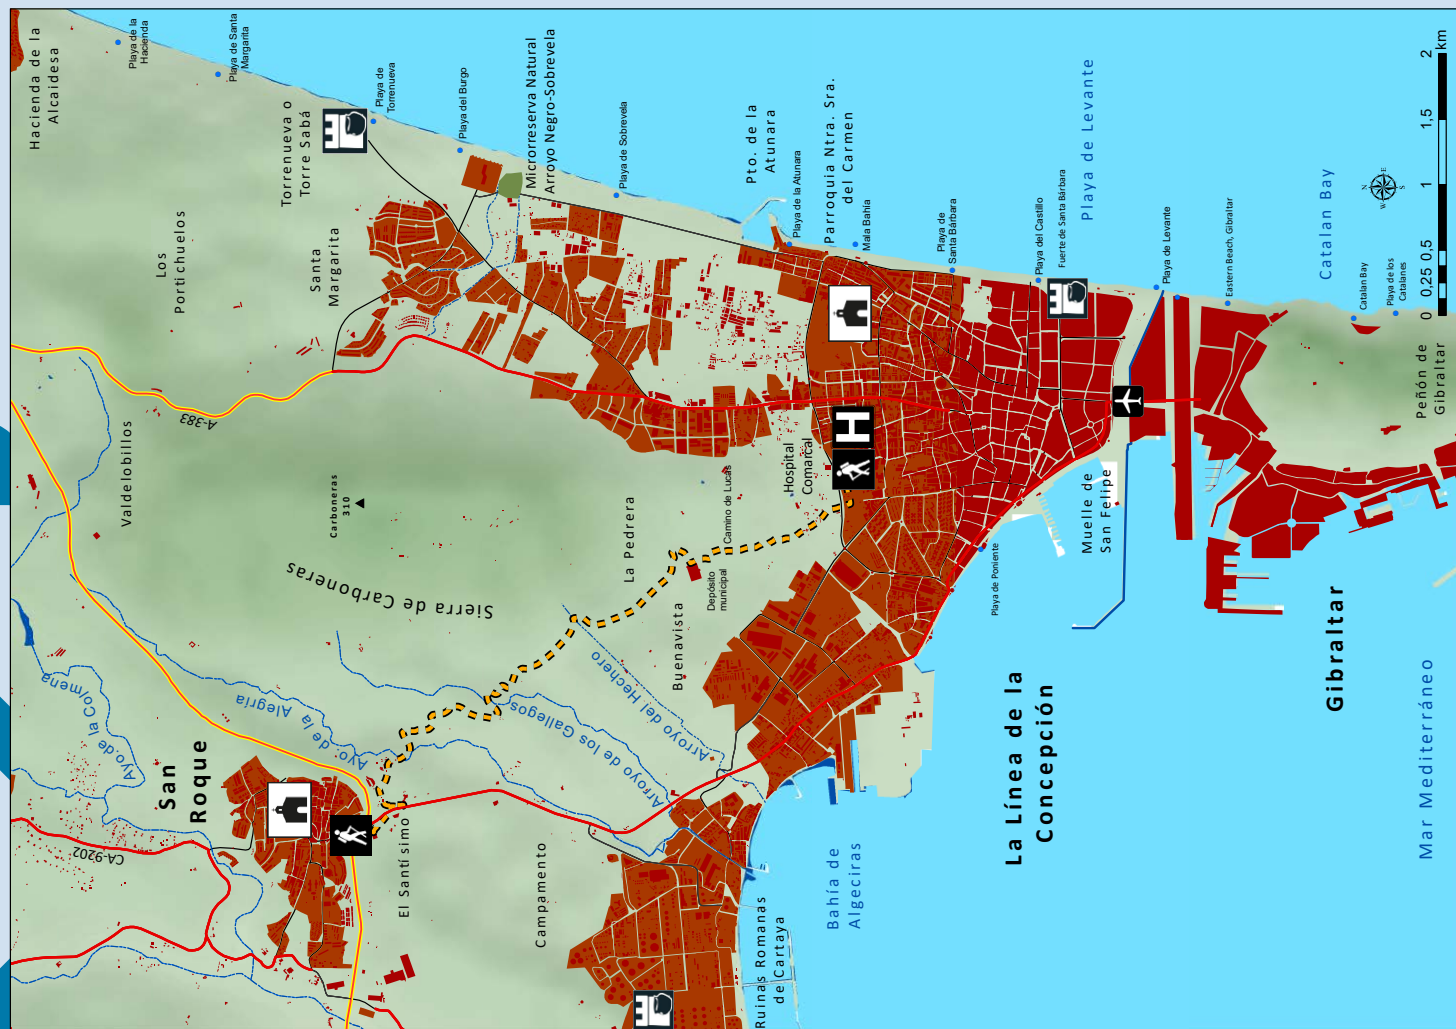 Hacienda de la
Alcaidesa
Playa de la
Hacienda
Playa de Santa
Margarita
Torrenueva o
Torre Sabá
Playa de
Torrenueva
Playa del Burgo
Microrreserva Natural
Arroyo Negro-Sobrevela
Playa de Sobrevela
Pto. de la
Atunara
Playa de la Atunara
Parroquia Ntra. Sra.
del Carmen
Mala Bahía
Playa de
Santa Bárbara
Playa del Castillo
Fuerte de Santa Bárbara
Playa de Levante
Playa de Levante
Eastern Beach, Gibraltar
Catalan Bay
Catalan Bay
Playa de los
Catalanes
N
E
S
W
0 0,25 0,5 1 1,5 2
km
Los
Portichuelos
Santa
Margarita
A-383
Valdelobillos
Carboneras
310
Sierra de Carboneras
La Pedrera
Camino de Lucas
Hospital
Comarcal
H
Depósito
municipal
Buenavista
Playa de Poniente
Muelle de
San Felipe
Peñón de
Gibraltar
Gibraltar
La Línea de la
Concepción
Mar Mediterráneo
Ayo. de la Colmena
Ayo. de la Alegría
Arroyo de los Gallegos
Arroyo del Hechero
San
Roque
CA-9202
El Santísimo
Campamento
Bahía de
Algeciras
Ruinas Romanas
de Cartaya